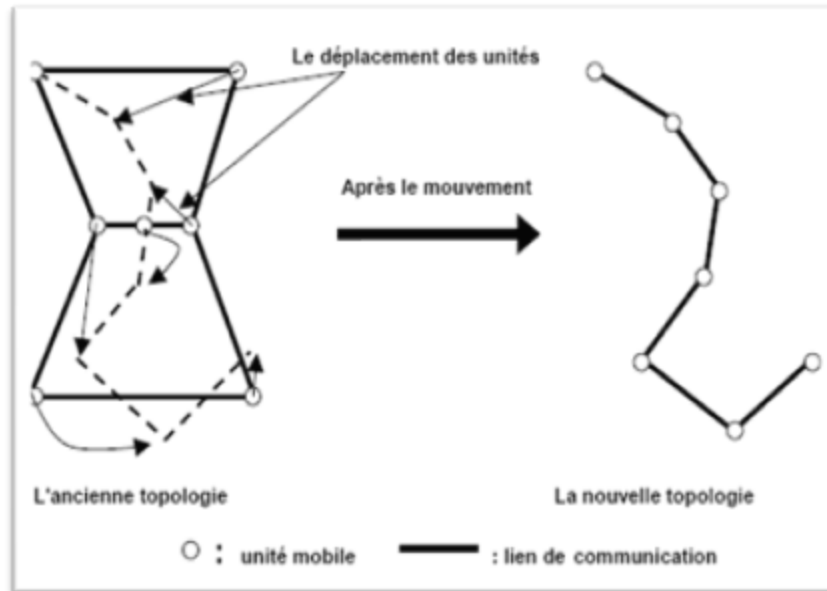 Le déplacement des unités
Après le mouvement
L'ancienne topologie
La nouvelle topologie
: unité mobile
: lien de communication